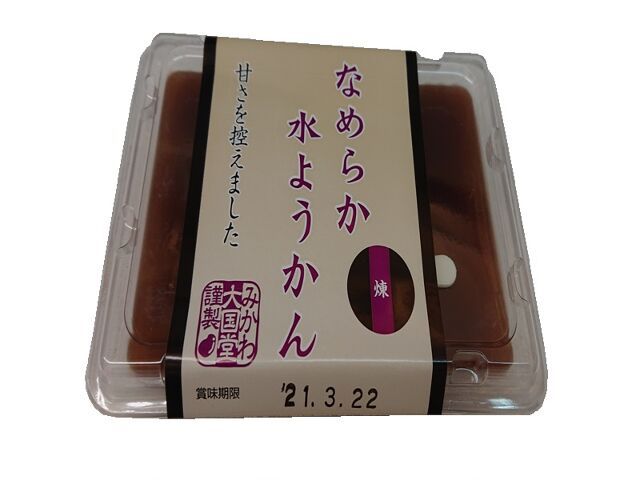 なめらか
水ようかん
甘さを控えました
煉
みかわ
大国堂
謹製
賞味期限
'21.3.22